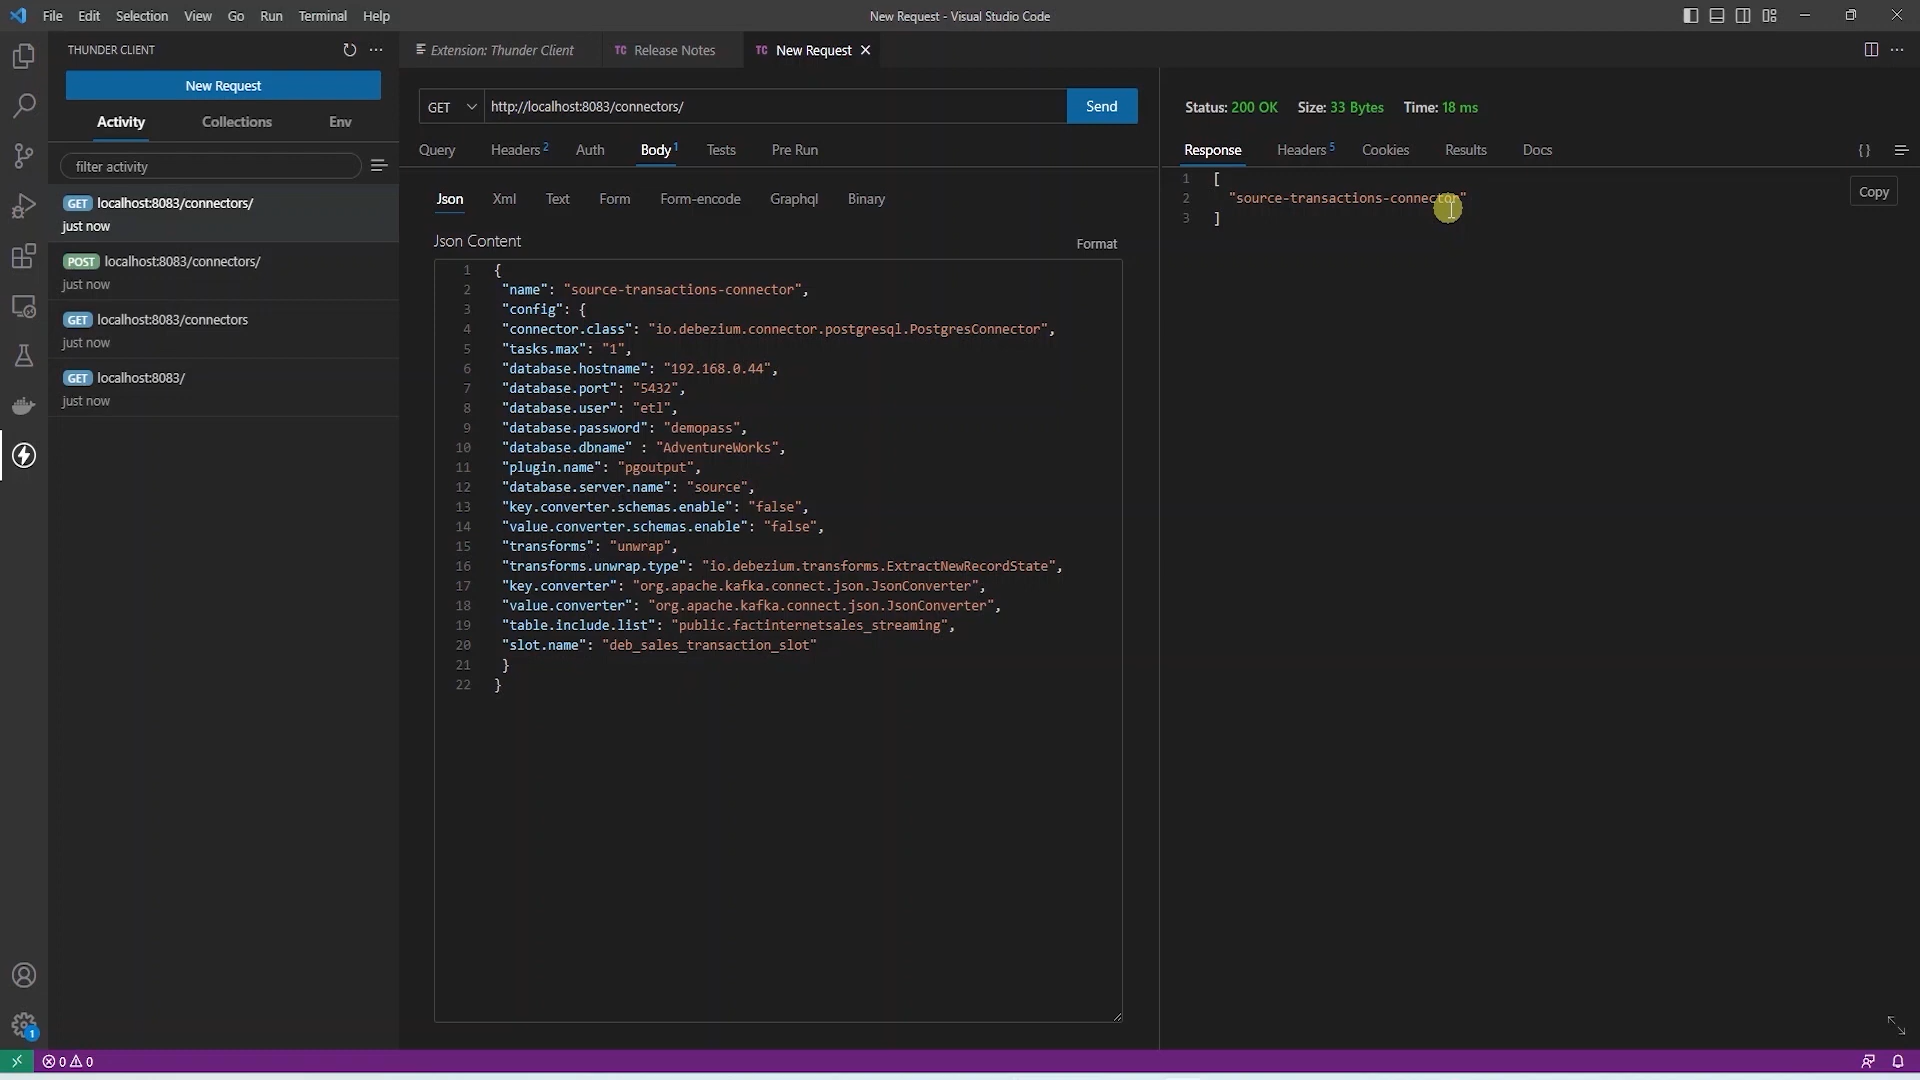 File Edit Selection View Go Run Terminal Help
New Request - Visual Studio Code
THUNDER CLIENT
New Request
Activity Collections Env
filter activity
GET localhost:8083/connectors/
just now
POST localhost:8083/connectors/
just now
GET localhost:8083/connectors
just now
GET localhost:8083/
just now
Extension: Thunder Client
TC Release Notes
TC New Request
GET http://localhost:8083/connectors/ Send
Query Headers 2 Auth Body 1 Tests Pre Run
Json Xml Text Form Form-encode Graphql Binary
Json Content
Format
1 {
2 "name": "source-transactions-connector",
3 "config": {
4 "connector.class": "io.debezium.connector.postgresql.PostgresConnector",
5 "tasks.max": "1",
6 "database.hostname": "192.168.0.44",
7 "database.port": "5432",
8 "database.user": "etl",
9 "database.password": "demopass",
10 "database.dbname" : "AdventureWorks",
11 "plugin.name": "pgoutput",
12 "database.server.name": "source",
13 "key.converter.schemas.enable": "false",
14 "value.converter.schemas.enable": "false",
15 "transforms": "unwrap",
16 "transforms.unwrap.type": "io.debezium.transforms.ExtractNewRecordState",
17 "key.converter": "org.apache.kafka.connect.json.JsonConverter",
18 "value.converter": "org.apache.kafka.connect.json.JsonConverter",
19 "table.include.list": "public.factinternetsales_streaming",
20 "slot.name": "deb_sales_transaction_slot"
21 }
22 }
Status: 200 OK Size: 33 Bytes Time: 18 ms
Response Headers 5 Cookies Results Docs {}
1 [
2 "source-transactions-connector"
3 ]
Copy
1
0 0